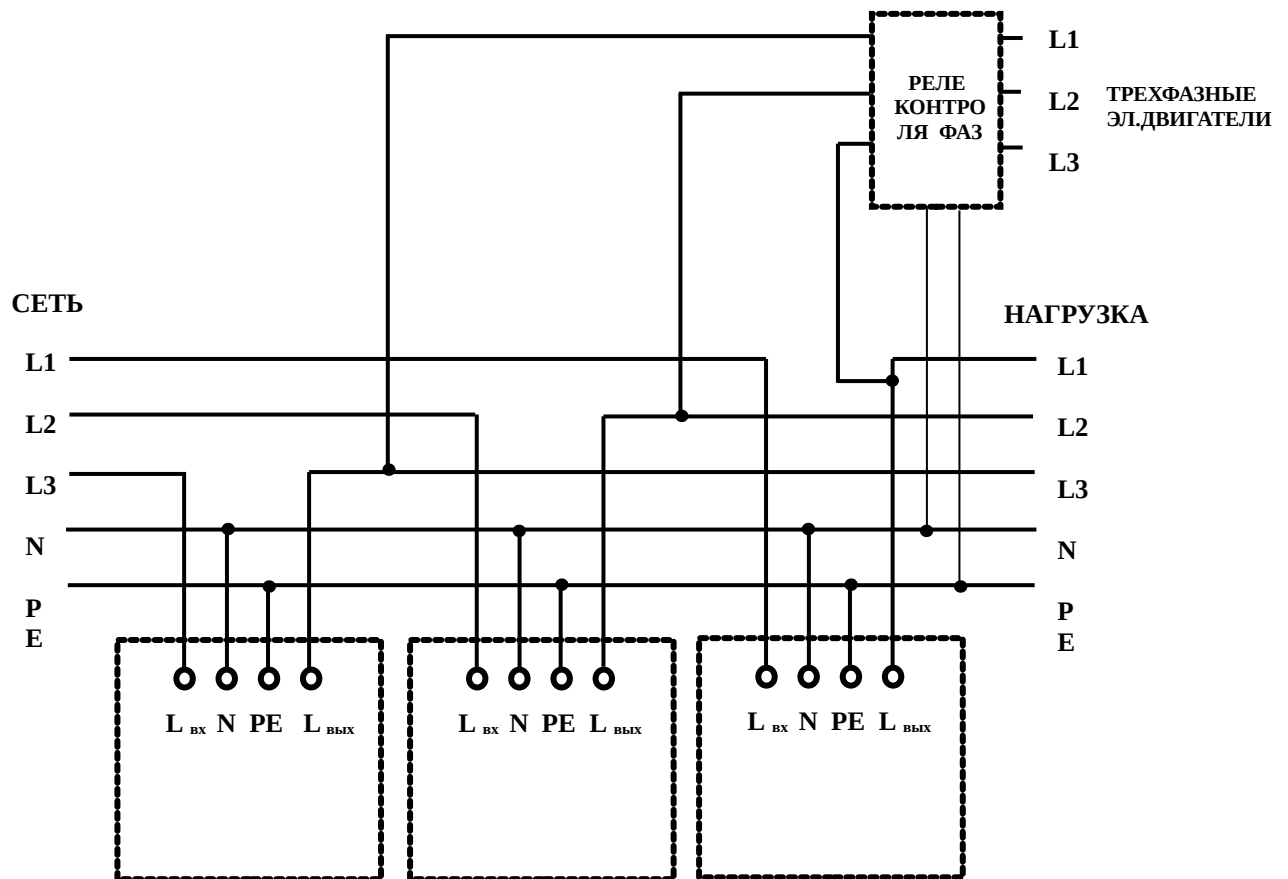 L1
РЕЛЕ
КОНТРО
ЛЯ ФАЗ
L2
ТРЕХФАЗНЫЕ
ЭЛ.ДВИГАТЕЛИ
L3
СЕТЬ
НАГРУЗКА
L1
L1
L2
L2
L3
L3
N
N
P
E
P
E
L вх N PE L вых
L вх N PE L вых
L вх N PE L вых